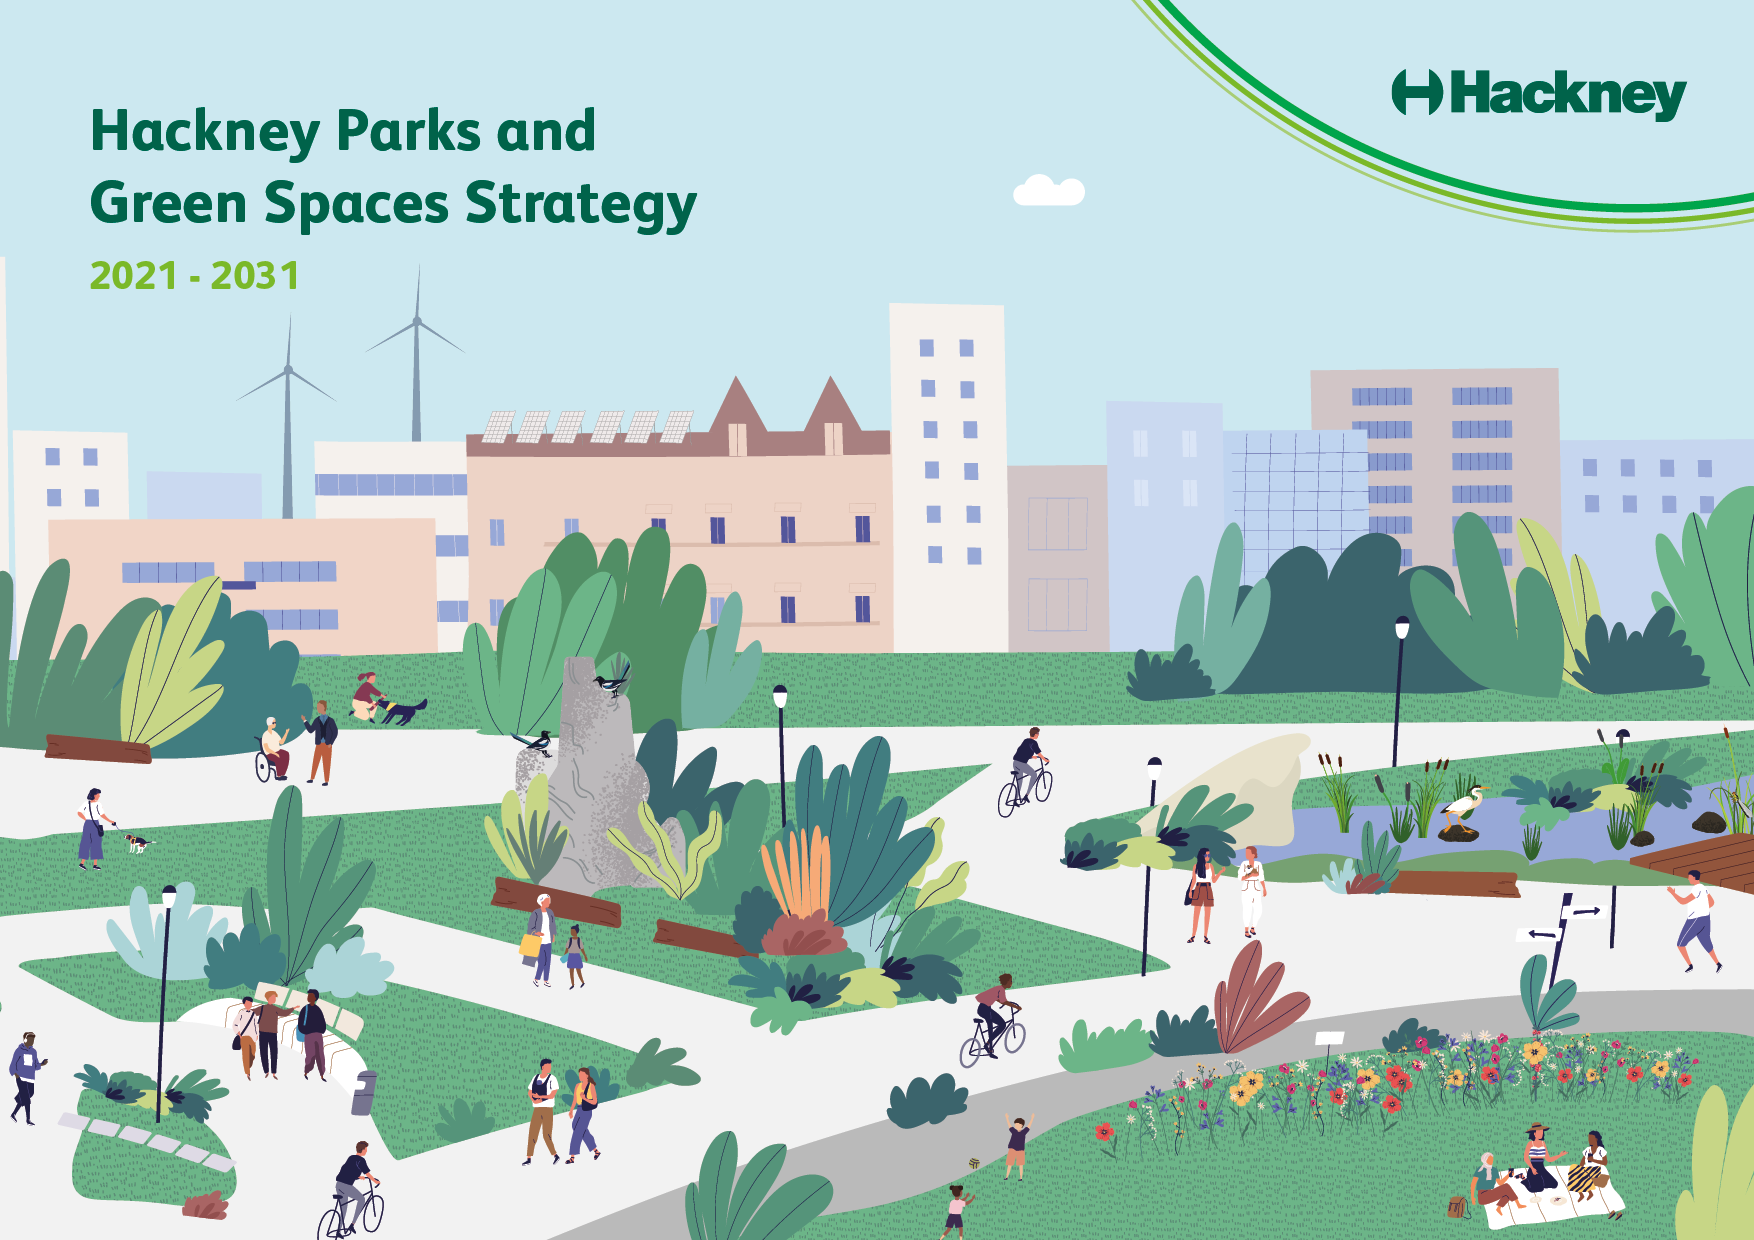 Hackney Parks and
Green Spaces Strategy
2021 - 2031
Hackney